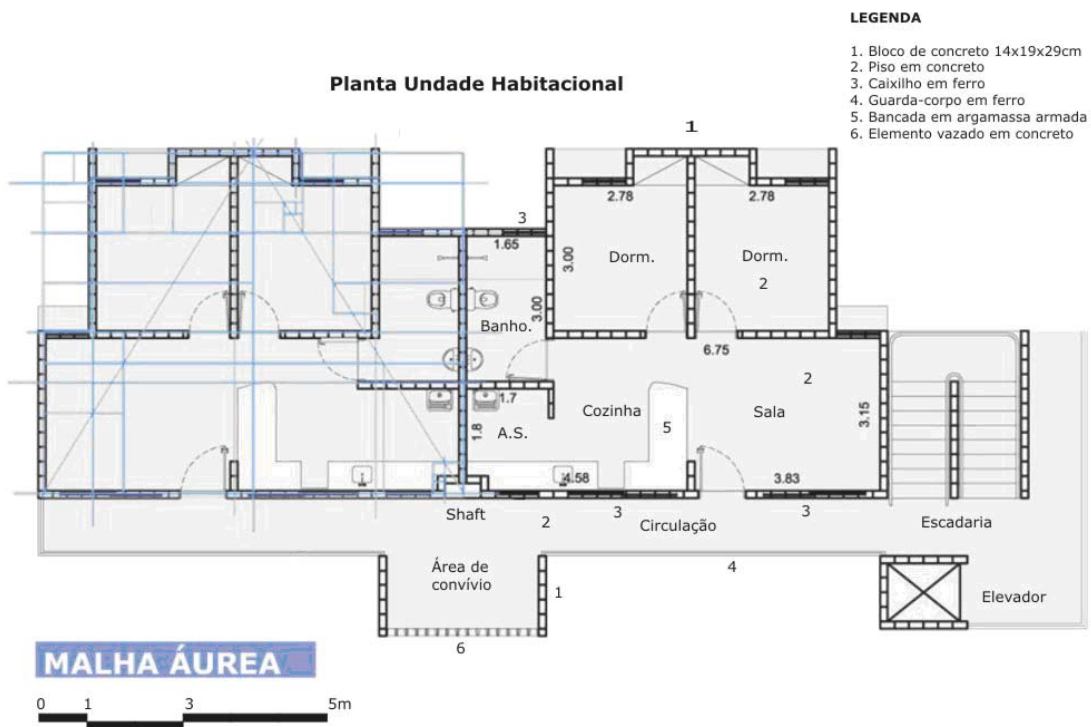 LEGENDA
1. Bloco de concreto 14x19x29cm
2. Piso em concreto
3. Caixilho em ferro
4. Guarda-corpo em ferro
5. Bancada em argamassa armada
6. Elemento vazado em concreto
Planta Undade Habitacional
1
2.78
2.78
3
1.65
3.00
Dorm.
Dorm.
2
3.00
Banho.
6.75
2
1.7
Cozinha
Sala
3.15
1.8
A.S.
5
4.58
3.83
Shaft
2
3
Circulação
3
Escadaria
Área de
convívio
4
1
Elevador
6
MALHA ÁUREA
0 1 3 5m